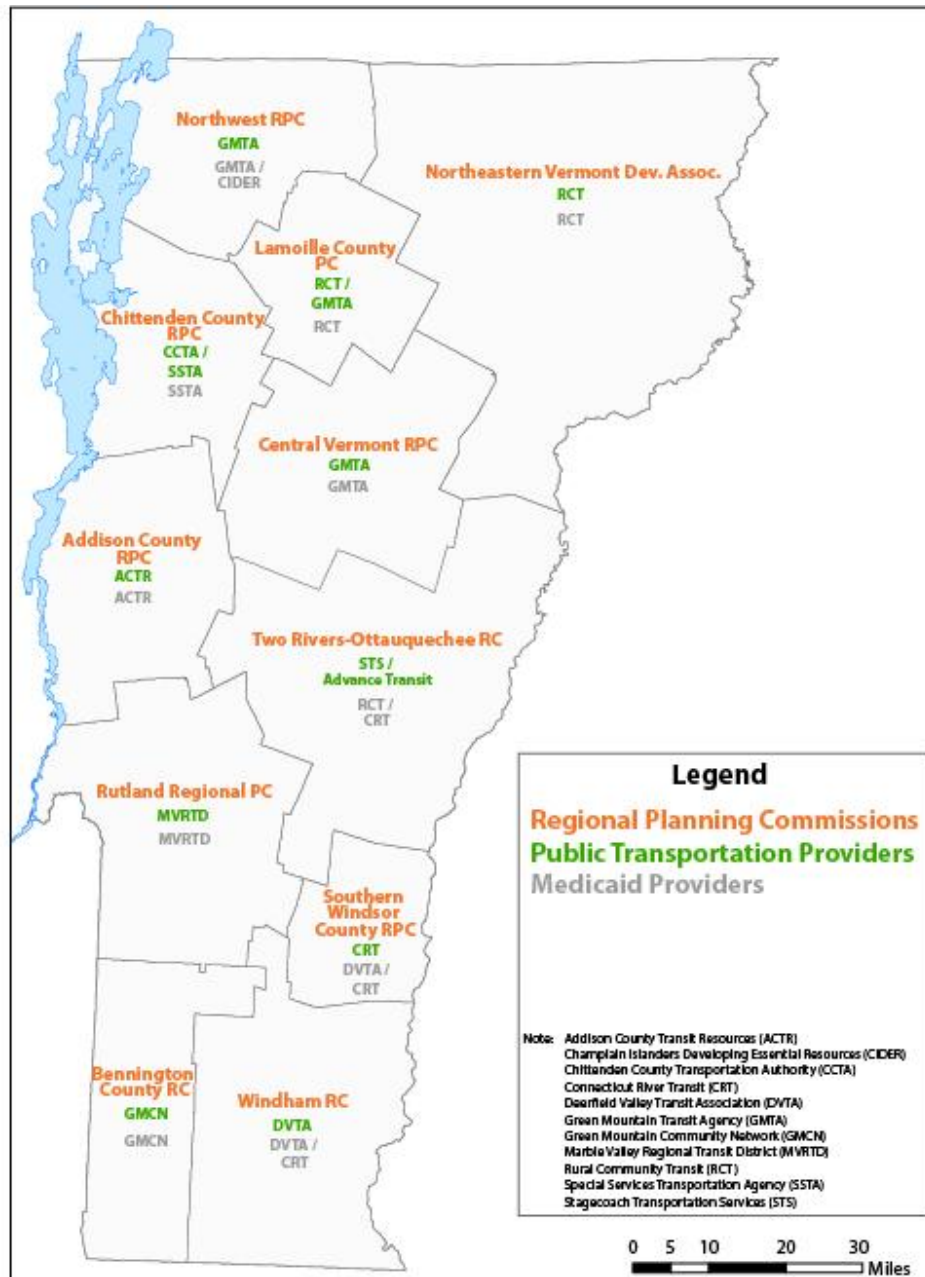 Northwest RPC
GMTA
GMTA /
CIDER
Northeastern Vermont Dev. Assoc.
RCT
RCT
Lamoille County
PC
RCT /
GMTA
RCT
Chittenden County
RPC
CCTA /
SSTA
SSTA
Central Vermont RPC
GMTA
GMTA
Addison County
RPC
ACTR
ACTR
Two Rivers-Ottauquechee RC
STS /
Advance Transit
RCT /
CRT
Rutland Regional PC
MVRTD
MVRTD
Southern
Windsor
County RPC
CRT
DVTA /
CRT
Bennington
County RC
GMCN
GMCN
Windham RC
DVTA
DVTA /
CRT
Legend
Regional Planning Commissions
Public Transportation Providers
Medicaid Providers
Note: Addison County Transit Resources (ACTR)
Champlain Islanders Developing Essential Resources (CIDER)
Chittenden County Transportation Authority (CCTA)
Connecticut River Transit (CRT)
Deerfield Valley Transit Association (DVTA)
Green Mountain Transit Agency (GMTA)
Green Mountain Community Network (GMCN)
Marble Valley Regional Transit District (MVRTD)
Rural Community Transit (RCT)
Special Services Transportation Agency (SSTA)
Stagecoach Transportation Services (STS)
0 5 10 20 30
Miles